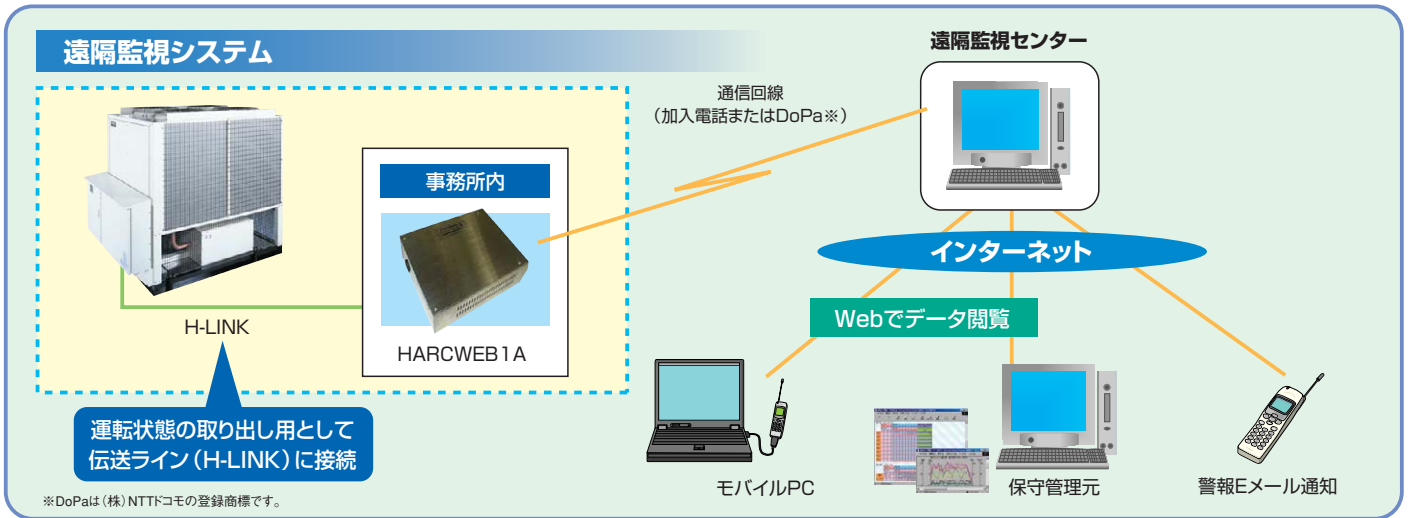 遠隔監視システム
遠隔監視センター
通信回線
(加入電話またはDoPa※)
事務所内
インターネット
Webでデータ閲覧
H-LINK
HARCWEB1A
運転状態の取り出し用として
伝送ライン(H-LINK)に接続
モバイルPC
保守管理元
警報Eメール通知
※DoPaは(株)NTTドコモの登録商標です。